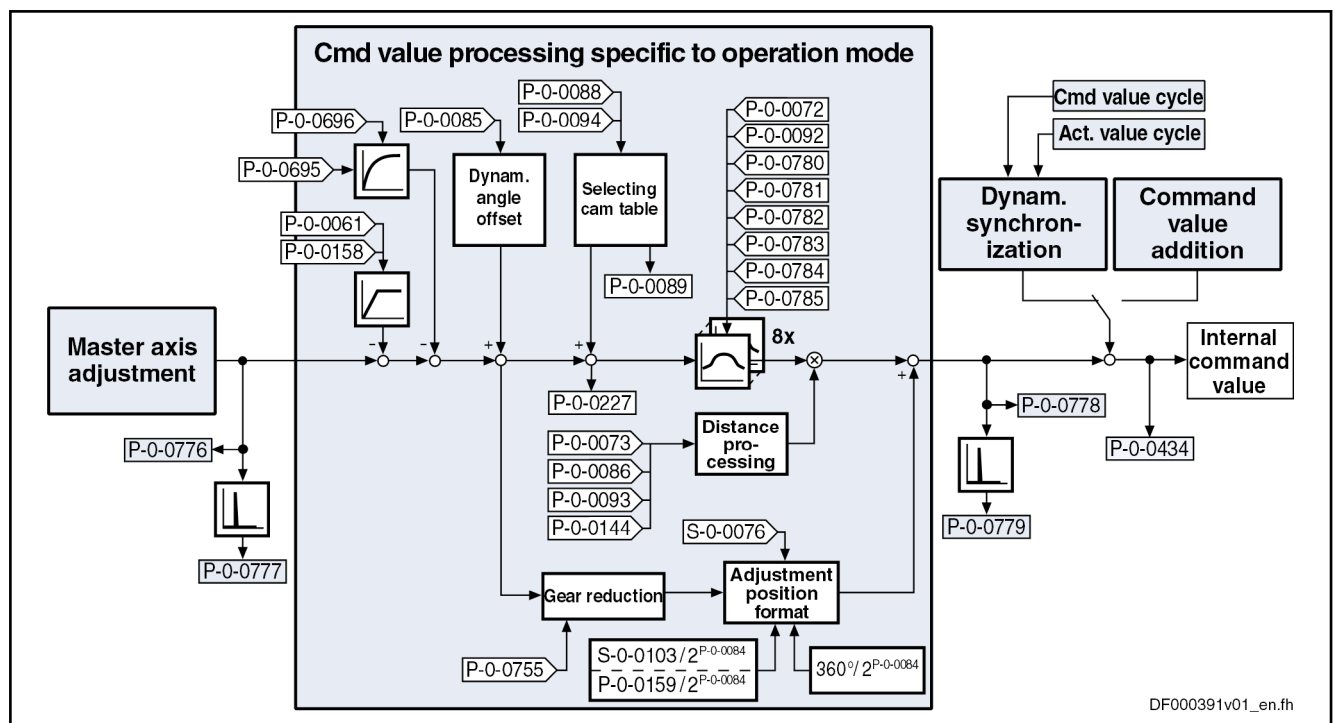 Cmd value processing specific to operation mode
P-0-0696
P-0-0695
P-0-0061
P-0-0158
P-0-0085
Dynam.
angle
offset
P-0-0088
P-0-0094
Selecting
cam table
P-0-0089
P-0-0072
P-0-0092
P-0-0780
P-0-0781
P-0-0782
P-0-0783
P-0-0784
P-0-0785
8x
Cmd value cycle
Act. value cycle
Dynam.
synchron-
ization
Command
value
addition
Master axis
adjustment
-
-
+
+
+
Internal
command
value
P-0-0227
P-0-0776
P-0-0777
P-0-0073
P-0-0086
P-0-0093
P-0-0144
Distance
pro-
cessing
P-0-0778
P-0-0779
P-0-0434
S-0-0076
Gear reduction
Adjustment
position
format
P-0-0755
S-0-0103/2^P-0-0084
P-0-0159/2^P-0-0084
360°/2^P-0-0084
DF000391v01_en.fh